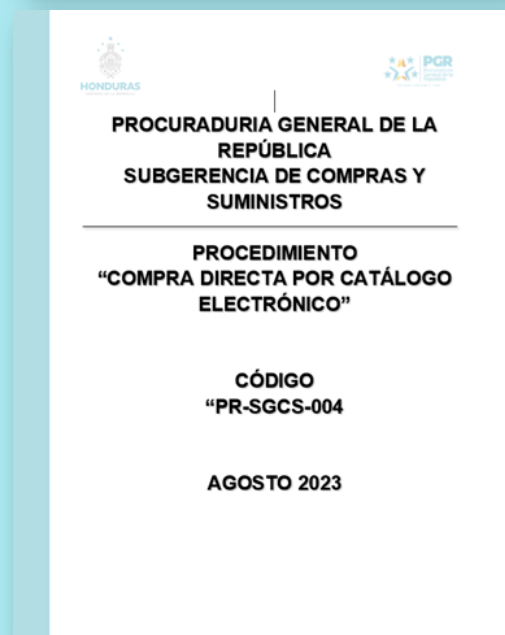 HONDURAS
PGR
PROCURADURIA GENERAL DE LA
REPÚBLICA
SUBGERENCIA DE COMPRAS Y
SUMINISTROS
PROCEDIMIENTO
“COMPRA DIRECTA POR CATÁLOGO
ELECTRÓNICO”
CÓDIGO
“PR-SGCS-004
AGOSTO 2023